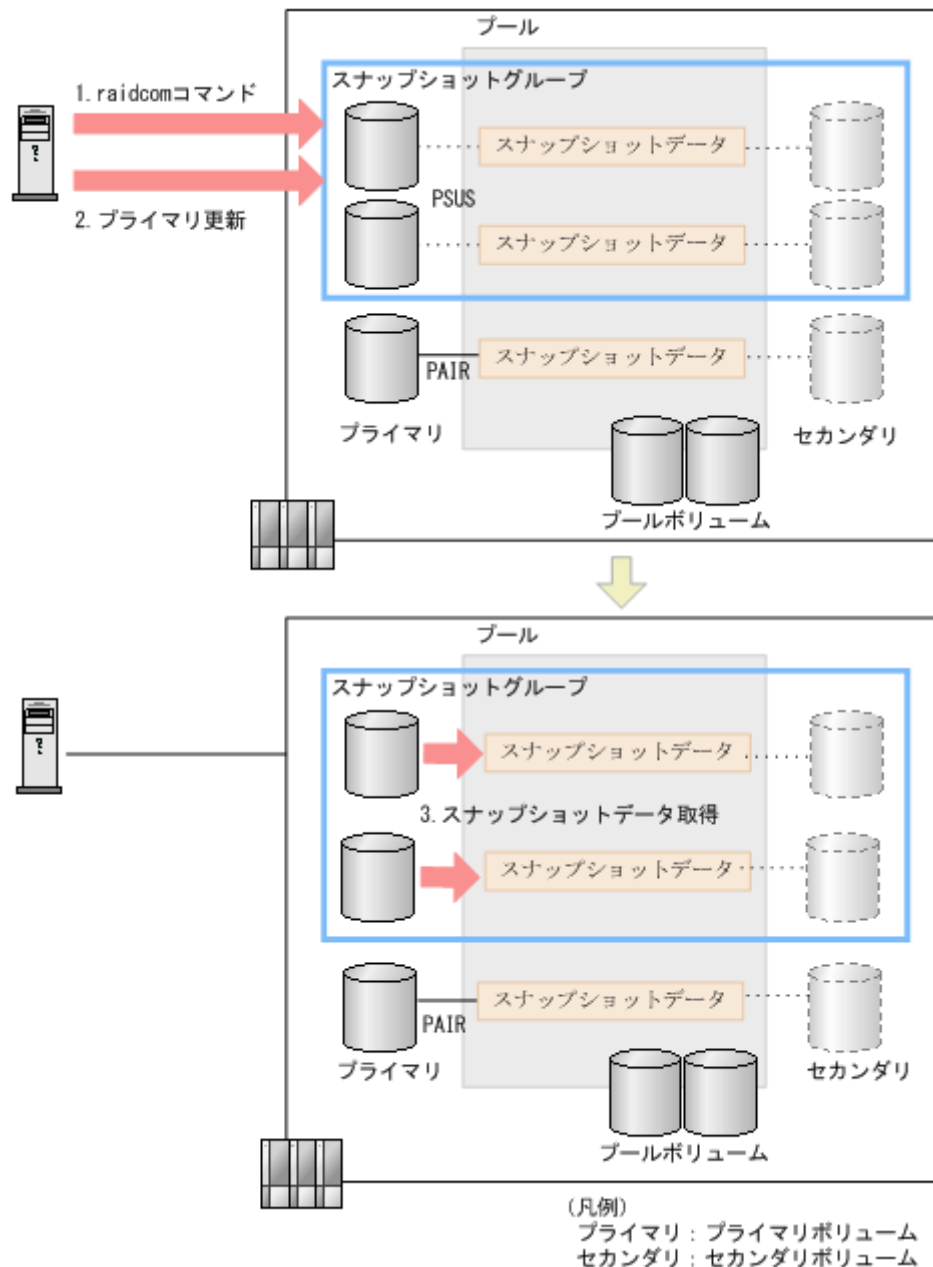 プール
スナップショットグループ
1.raidcomコマンド
スナップショットデータ
PSUS
2.プライマリ更新
スナップショットデータ
スナップショットデータ
PAIR
プライマリ
セカンダリ
プールボリューム
プール
スナップショットグループ
スナップショットデータ
3.スナップショットデータ取得
スナップショットデータ
スナップショットデータ
PAIR
プライマリ
セカンダリ
プールボリューム
(凡例)
プライマリ：プライマリボリューム
セカンダリ：セカンダリボリューム